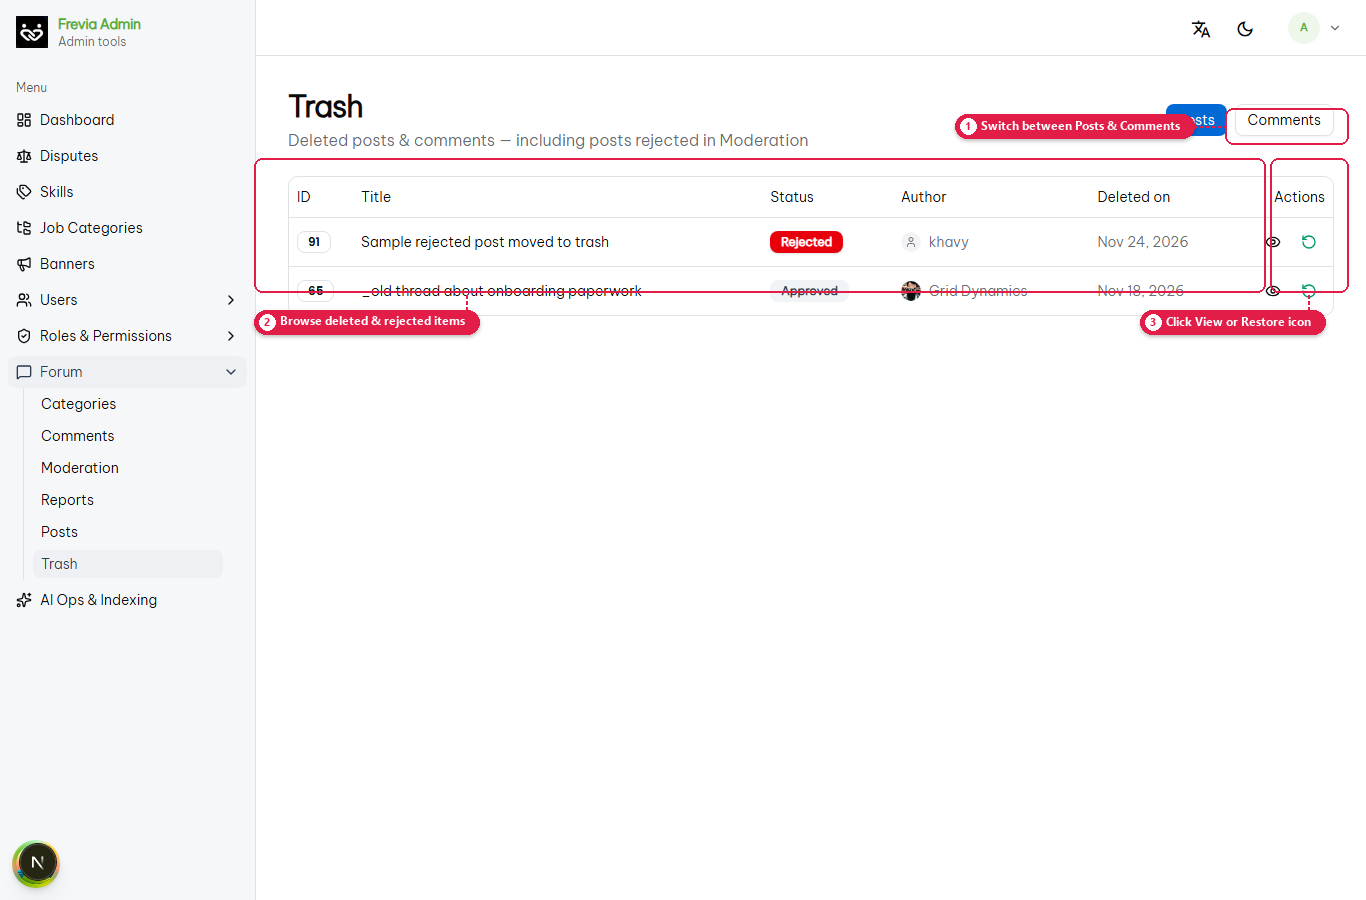 Frevia Admin
Admin tools
Menu
Dashboard
Disputes
Skills
Job Categories
Banners
Users
Roles & Permissions
Forum
Categories
Comments
Moderation
Reports
Posts
Trash
AI Ops & Indexing
N
A
Trash
Deleted posts & comments — including posts rejected in Moderation
1 Switch between Posts & Comments
Comments
ID Title Status Author Deleted on Actions
91 Sample rejected post moved to trash Rejected khavy Nov 24, 2026
65 _old thread about onboarding paperwork Approved Grid Dynamics Nov 18, 2026
2 Browse deleted & rejected items
3 Click View or Restore icon